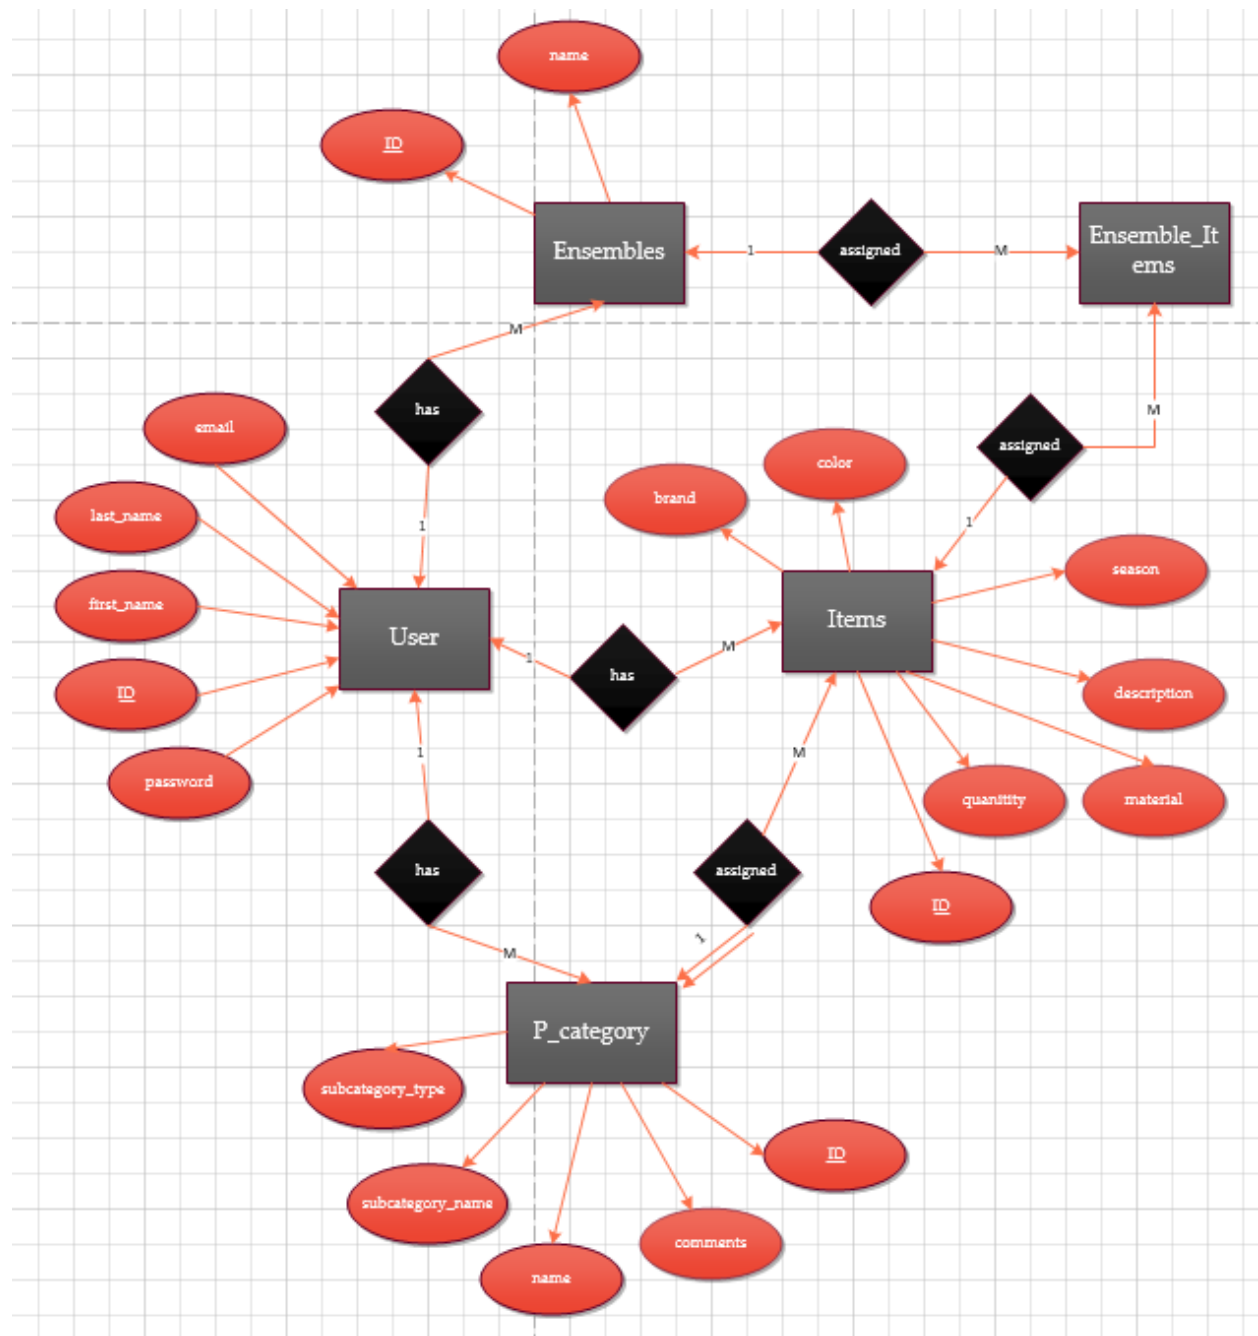 name
ID
Ensembles
1
assigned
M
Ensemble_It
ems
M
has
1
email
last_name
first_name
ID
password
User
brand
color
assigned
M
1
season
Items
1
has
M
description
quanitity
material
ID
M
1
has
M
assigned
1
P_category
subcategory_type
subcategory_name
name
comments
ID